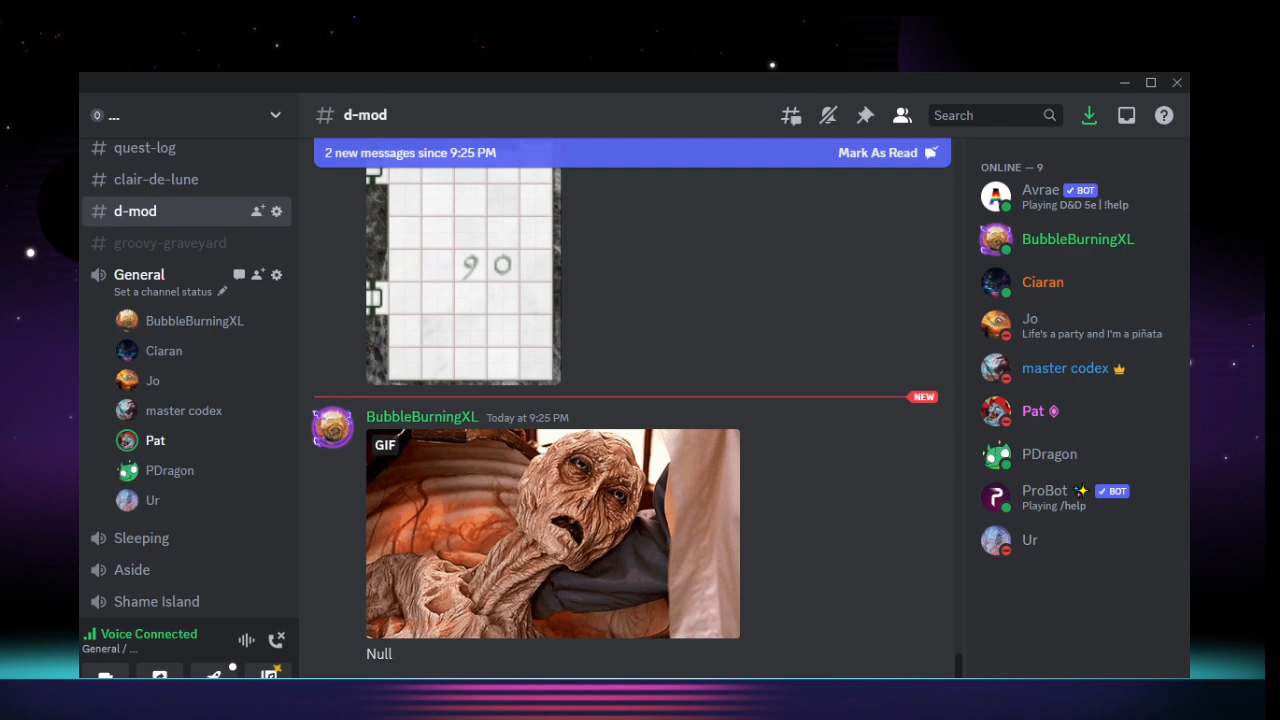 ...
d-mod
Search
quest-log
clair-de-lune
d-mod
groovy-graveyard
General
Set a channel status
BubbleBurningXL
Ciaran
Jo
master codex
Pat
PDragon
Ur
Sleeping
Aside
Shame Island
Voice Connected
General / ...
2 new messages since 9:25 PM
Mark As Read
9 0
NEW
BubbleBurningXL Today at 9:25 PM
GIF
Null
ONLINE — 9
Avrae BOT
Playing D&D 5e | !help
BubbleBurningXL
Ciaran
Jo
Life's a party and I'm a piñata
master codex
Pat
PDragon
ProBot BOT
Playing /help
Ur